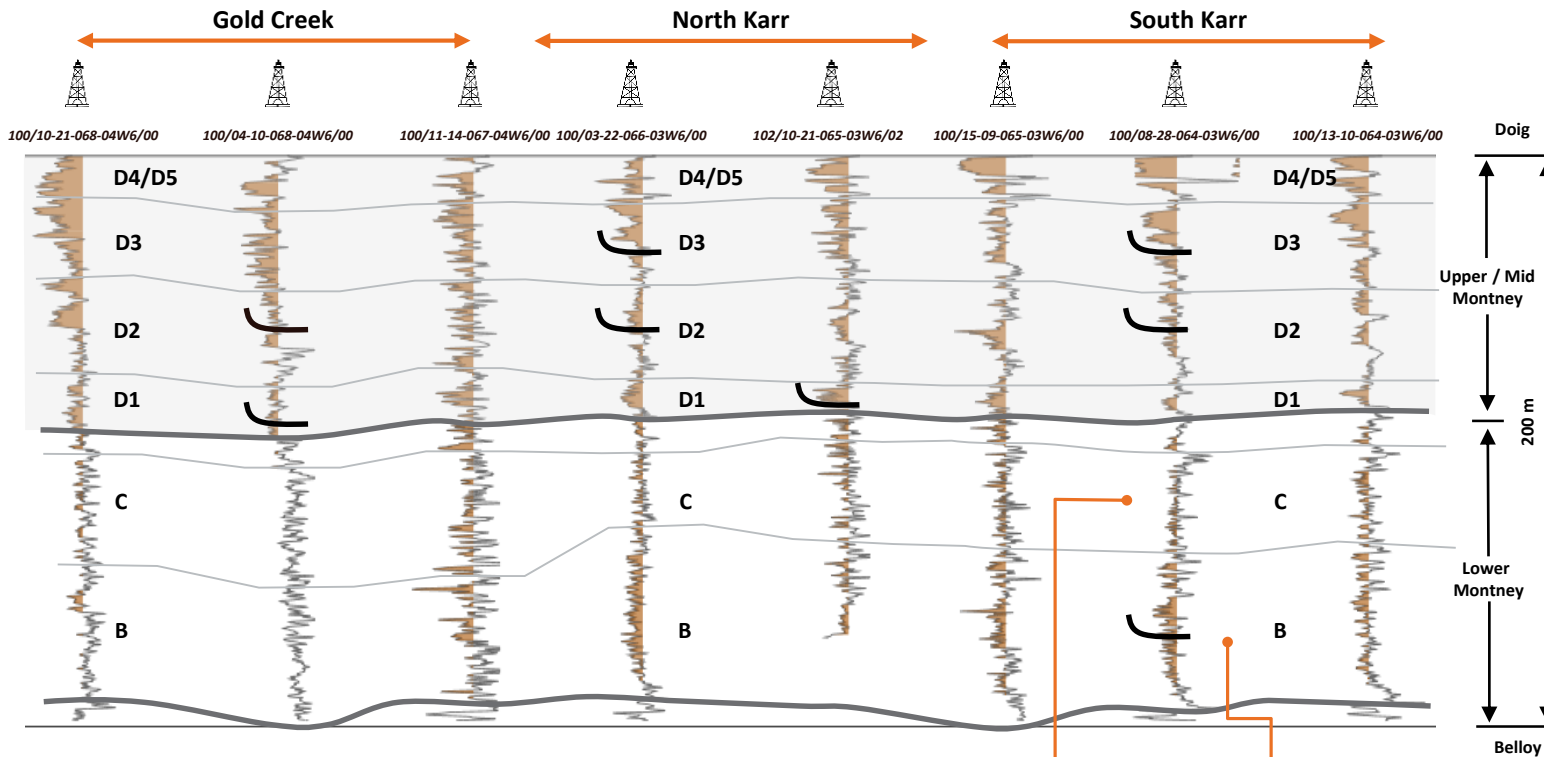 Gold Creek
North Karr
South Karr
100/10-21-068-04W6/00
100/04-10-068-04W6/00
100/11-14-067-04W6/00
100/03-22-066-03W6/00
102/10-21-065-03W6/02
100/15-09-065-03W6/00
100/08-28-064-03W6/00
100/13-10-064-03W6/00
Doig
D4/D5
D4/D5
D4/D5
D3
D3
D3
Upper / Mid
Montney
D2
D2
D2
D1
D1
D1
200 m
C
C
C
Lower
Montney
B
B
B
Belloy